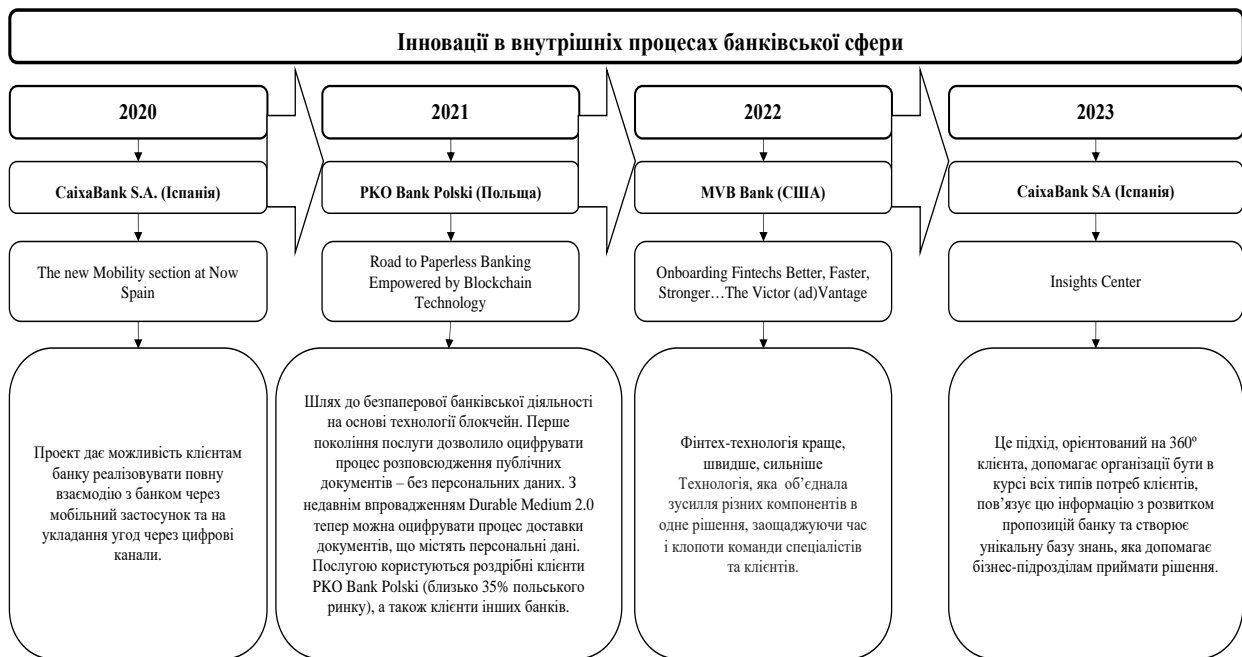 Інновації в внутрішніх процесах банківської сфери
2020
2021
2022
2023
CaixaBank S.A. (Іспанія)
PKO Bank Polski (Польща)
MVB Bank (США)
CaixaBank SA (Іспанія)
The new Mobility section at Now
Spain
Road to Paperless Banking
Empowered by Blockchain
Technology
Onboarding Fintechs Better, Faster,
Stronger…The Victor (ad)Vantage
Insights Center
Проект дає можливість клієнтам
банку реалізовувати повну
взаємодію з банком через
мобільний застосунок та на
укладання угод через цифрові
канали.
Шлях до безпаперової банківської діяльності
на основі технології блокчейн. Перше
покоління послуги дозволило оцифрувати
процес розповсюдження публічних
документів – без персональних даних. З
недавнім впровадженням Durable Medium 2.0
тепер можна оцифрувати процес доставки
документів, що містять персональні дані.
Послугою користуються роздрібні клієнти
PKO Bank Polski (близько 35% польського
ринку), а також клієнти інших банків.
Фінтех-технологія краще,
швидше, сильніше
Технологія, яка об’єднала
зусилля різних компонентів в
одне рішення, заощаджуючи час
і клопоти команди спеціалістів
та клієнтів.
Це підхід, орієнтований на 360º
клієнта, допомагає організації бути в
курсі всіх типів потреб клієнтів,
пов’язує цю інформацію з розвитком
пропозицій банку та створює
унікальну базу знань, яка допомагає
бізнес-підрозділам приймати рішення.